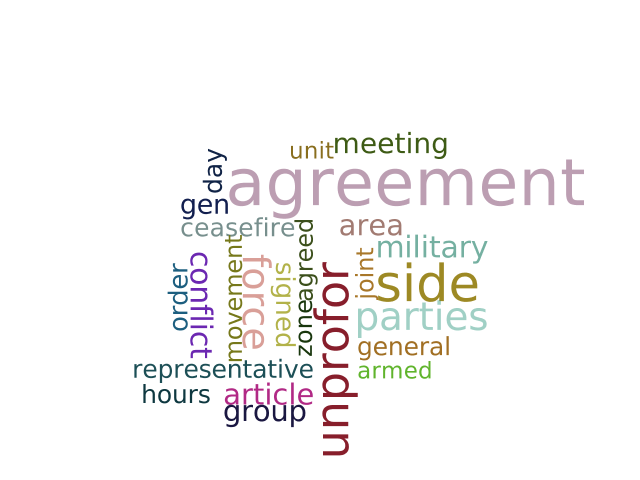 unit
meeting
day
agreement
gen
ceasefire
area
agreed
movement
military
joint
conflict
force
signed
order
side
unprofor
zone
parties
general
representative
armed
hours
article
group